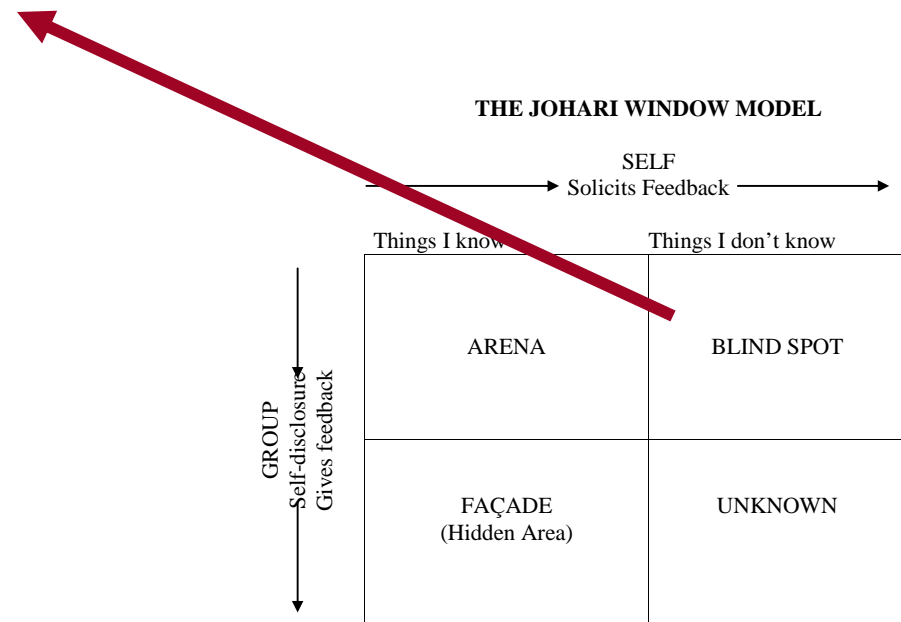 THE JOHARI WINDOW MODEL
SELF
Solicits Feedback
Things I know
Things I don’t know
ARENA
BLIND SPOT
GROUP
Self-disclosure
Gives feedback
FAÇADE
(Hidden Area)
UNKNOWN